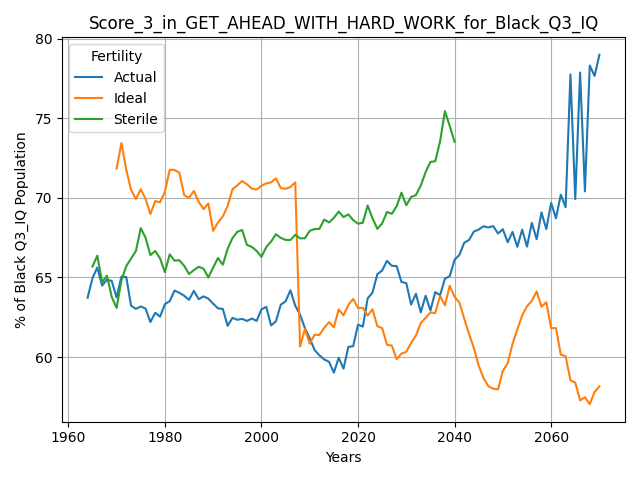 Score_3_in_GET_AHEAD_WITH_HARD_WORK_for_Black_Q3_IQ
Fertility
Actual
Ideal
Sterile
% of Black Q3_IQ Population
80
75
70
65
60
1960
1980
2000
2020
2040
2060
Years